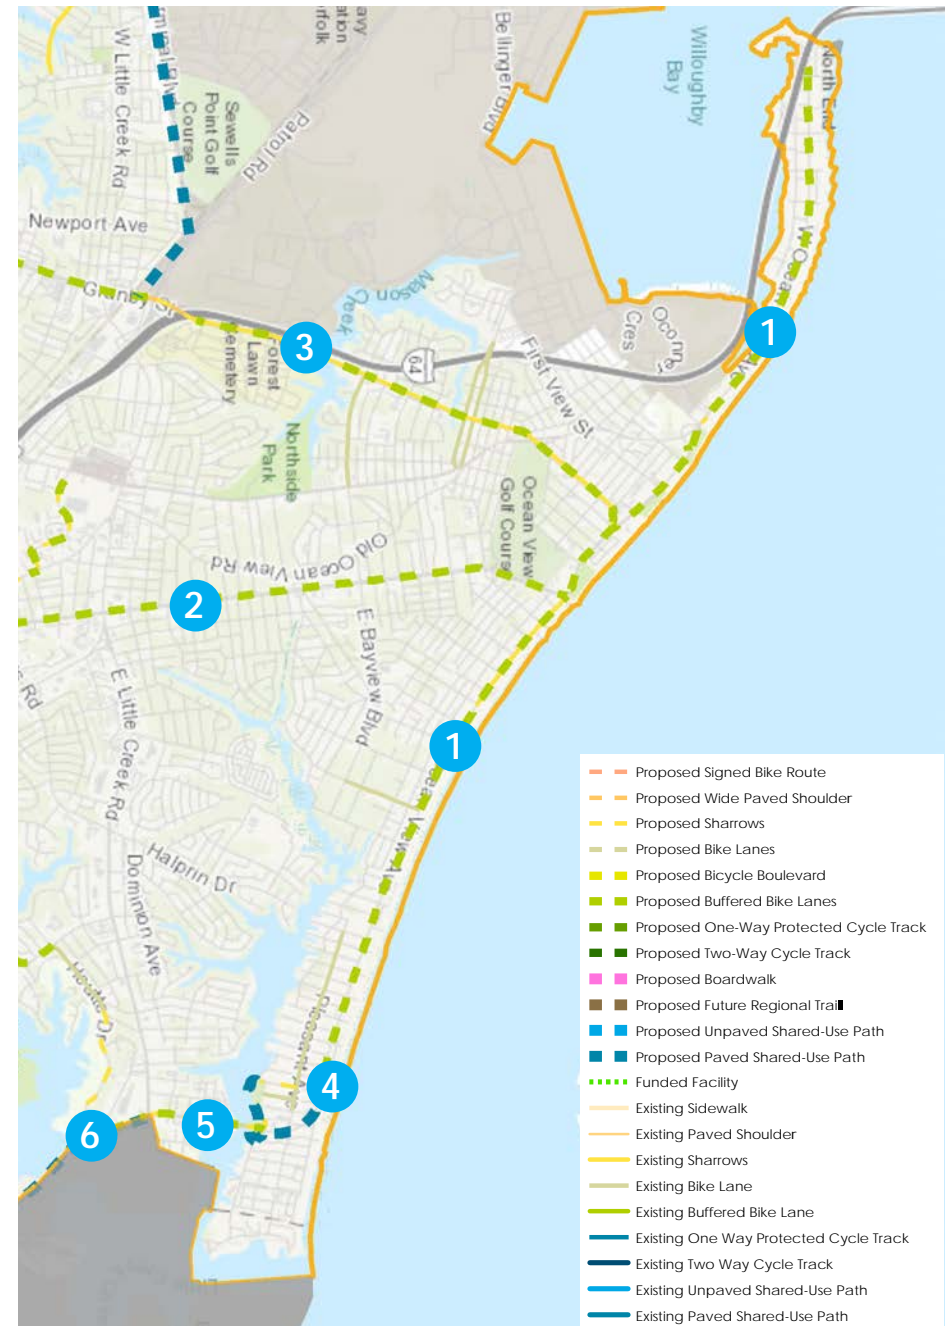 W Little Creek Rd
Sewells
Point Golf
Course
Patrol Rd
Bellinger Blvd
Willoughby
Bay
North End
Newport Ave
Granby St
Mason
Creek
Oconner
Cres
W Ocean
Ave
1
3
Forest
Lawn
Cemetery
64
First View St
Northside
Park
Ocean View
Golf Course
Old Ocean View Rd
2
E Bayview Blvd
Rd
E Little Creek Rd
1
Halprin Dr
Dominion Ave
4
5
6
Proposed Signed Bike Route
Proposed Wide Paved Shoulder
Proposed Sharrows
Proposed Bike Lanes
Proposed Bicycle Boulevard
Proposed Buffered Bike Lanes
Proposed One-Way Protected Cycle Track
Proposed Two-Way Cycle Track
Proposed Boardwalk
Proposed Future Regional Trail
Proposed Unpaved Shared-Use Path
Proposed Paved Shared-Use Path
Funded Facility
Existing Sidewalk
Existing Paved Shoulder
Existing Sharrows
Existing Bike Lane
Existing Buffered Bike Lane
Existing One Way Protected Cycle Track
Existing Two Way Cycle Track
Existing Unpaved Shared-Use Path
Existing Paved Shared-Use Path